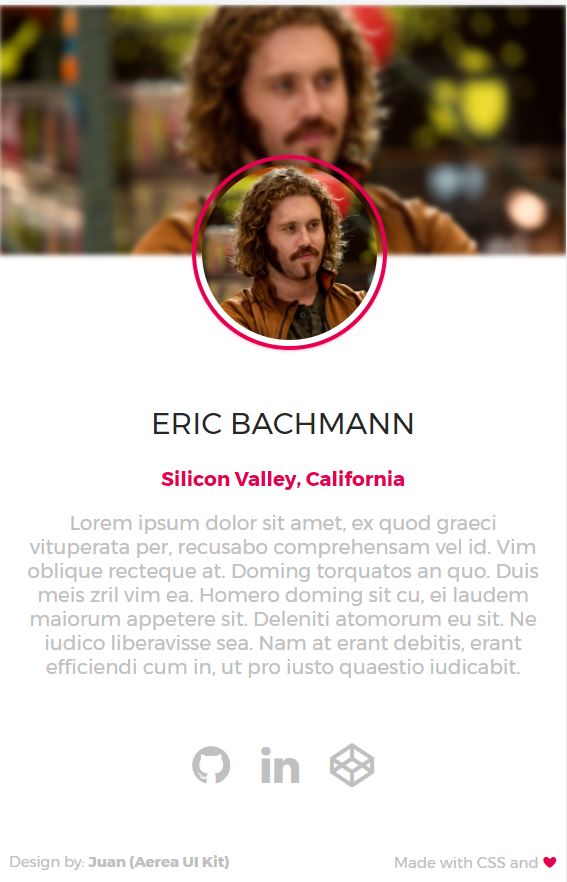 ERIC BACHMANN
Silicon Valley, California
Lorem ipsum dolor sit amet, ex quod graeci
vituperata per, recusabo comprehensam vel id. Vim
oblique recteque at. Doming torquatos an quo. Duis
meis zril vim ea. Homero doming sit cu, ei laudem
maiorum appetere sit. Deleniti atomorum eu sit. Ne
iudico liberavisse sea. Nam at erant debitis, erant
efficiendi cum in, ut pro iusto quaestio iudicabit.
in
Design by: Juan (Aerea UI Kit)
Made with CSS and ♥